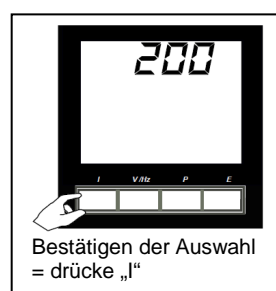 200
I V/Hz P E
Bestätigen der Auswahl
= drücke „I“